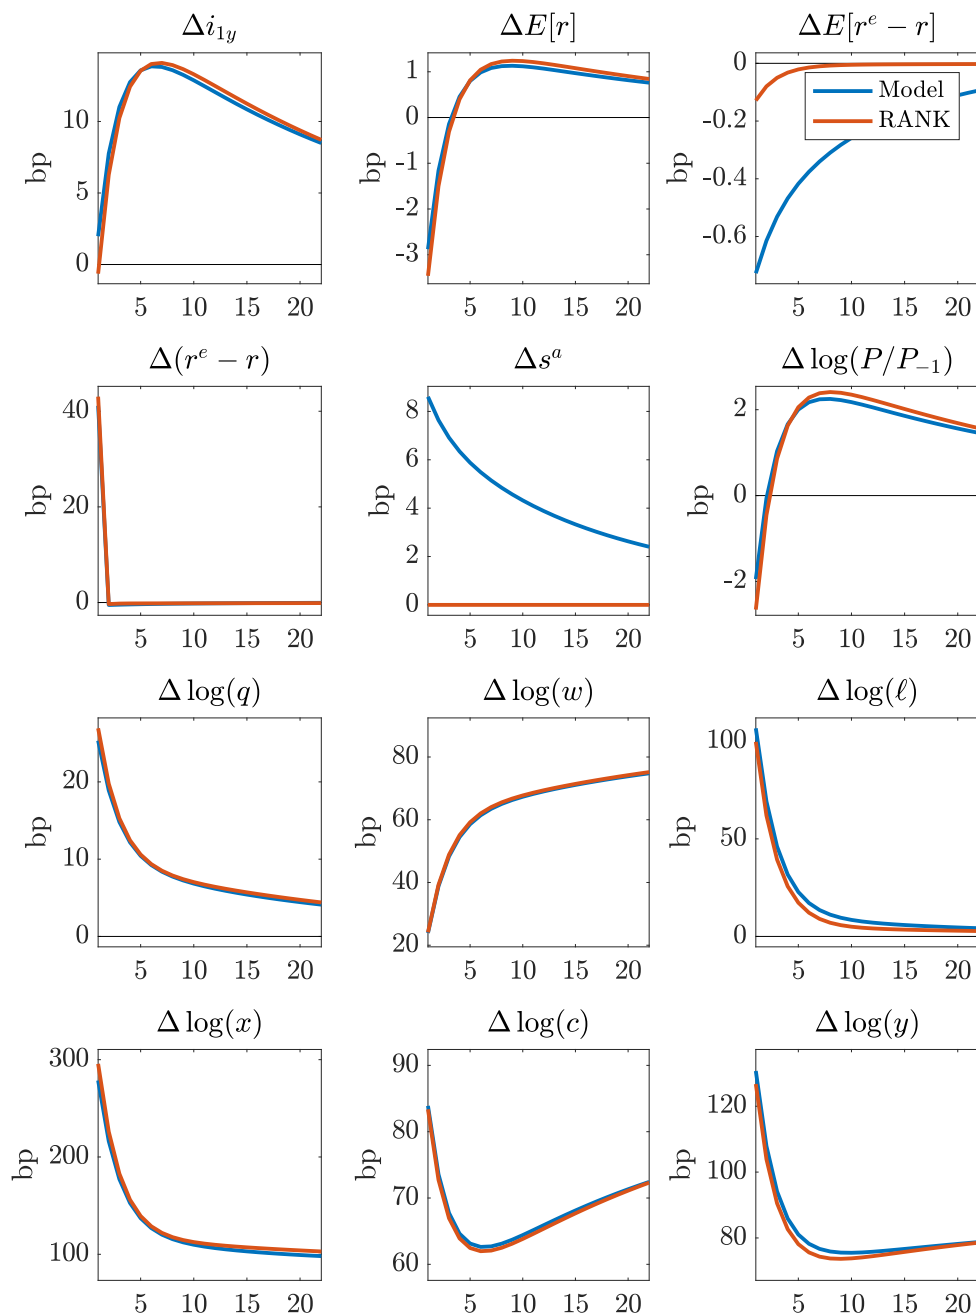 Δi_{1y} ΔE[r] ΔE[r^e − r]
bp
10
5
0
5 10 15 20
bp
1
0
-1
-2
-3
5 10 15 20
bp
0
-0.2
-0.4
-0.6
Model
RANK
5 10 15 20
Δ(r^e − r) Δs^a Δ log(P/P_{−1})
bp
40
20
0
5 10 15 20
bp
8
6
4
2
0
5 10 15 20
bp
2
0
-2
5 10 15 20
Δ log(q) Δ log(w) Δ log(ℓ)
bp
20
10
0
5 10 15 20
bp
80
60
40
20
5 10 15 20
bp
100
50
0
5 10 15 20
Δ log(x) Δ log(c) Δ log(y)
bp
300
200
100
5 10 15 20
bp
90
80
70
60
5 10 15 20
bp
120
100
80
5 10 15 20